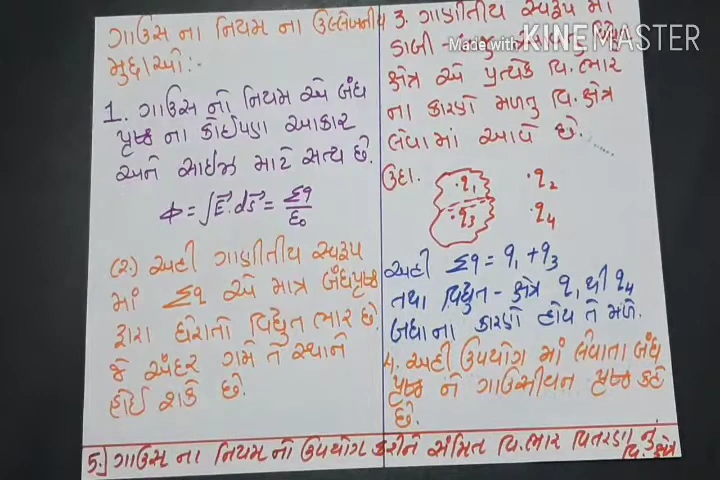 ગાઉસ ના નિયમ ના ઉલ્લેખનીય
મુદ્દાઓ:-
1. ગાઉસ નો નિયમ એ બંધ
પૃષ્ઠ ના કોઈપણ આકાર
અને સાઈઝ માટે સત્ય છે.
ϕ = ∫E⃗.ds⃗ = Σq/ε₀
(૨.) અહી ગાણીતીય સ્વરૂપ
માં Σq એ માત્ર બંધપૃષ્ઠ
દ્વારા ઘેરાતો વિદ્યુત ભાર છે.
જે અંદર ગમે તે સ્થાને
હોઈ શકે છે.
3. ગાણીતીય સ્વરૂપ માં
ડાબી
Made with KINEMASTER
ક્ષેત્ર એ પ્રત્યેક વિ.ભાર
ના કારણે મળતુ વિ.ક્ષેત્ર
લેવામાં આવે છે.
ઉદા.
.q₁ .q₂
.q₃ .q₄
અહી Σq = q₁ + q₃
તથા વિદ્યુત-ક્ષેત્ર q₁ થી q₄
બધા ના કારણે હોય તે મળે.
4. અહી ઉપયોગ માં લેવાતા બંધ
પૃષ્ઠ ને ગાઉસીયન પૃષ્ઠ કહે
છે.
5.) ગાઉસ ના નિયમ નો ઉપયોગ કરીને સંમિત વિ.ભાર વિતરણ નું
વિ.ક્ષેત્ર